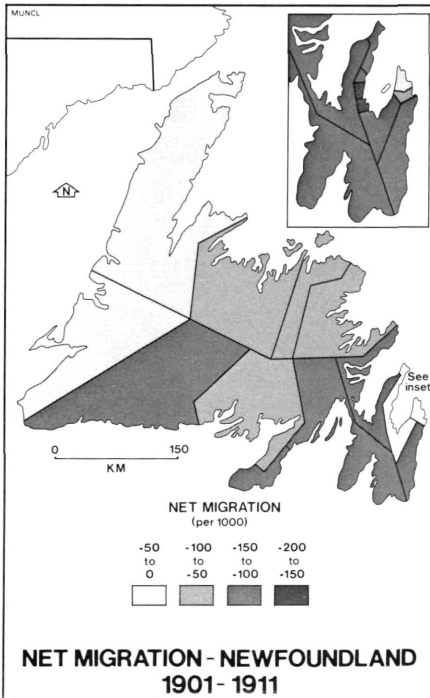 MUNCL
N
See
inset
0 150
KM
NET MIGRATION
(per 1000)
-50 -100 -150 -200
to to to to
0 -50 -100 -150
NET MIGRATION - NEWFOUNDLAND
1901 - 1911